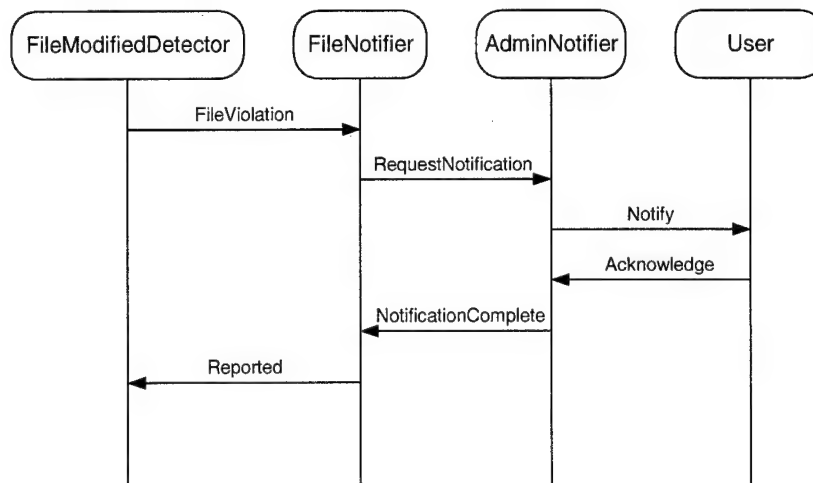 FileModifiedDetector
FileNotifier
AdminNotifier
User
FileViolation
RequestNotification
Notify
Acknowledge
NotificationComplete
Reported